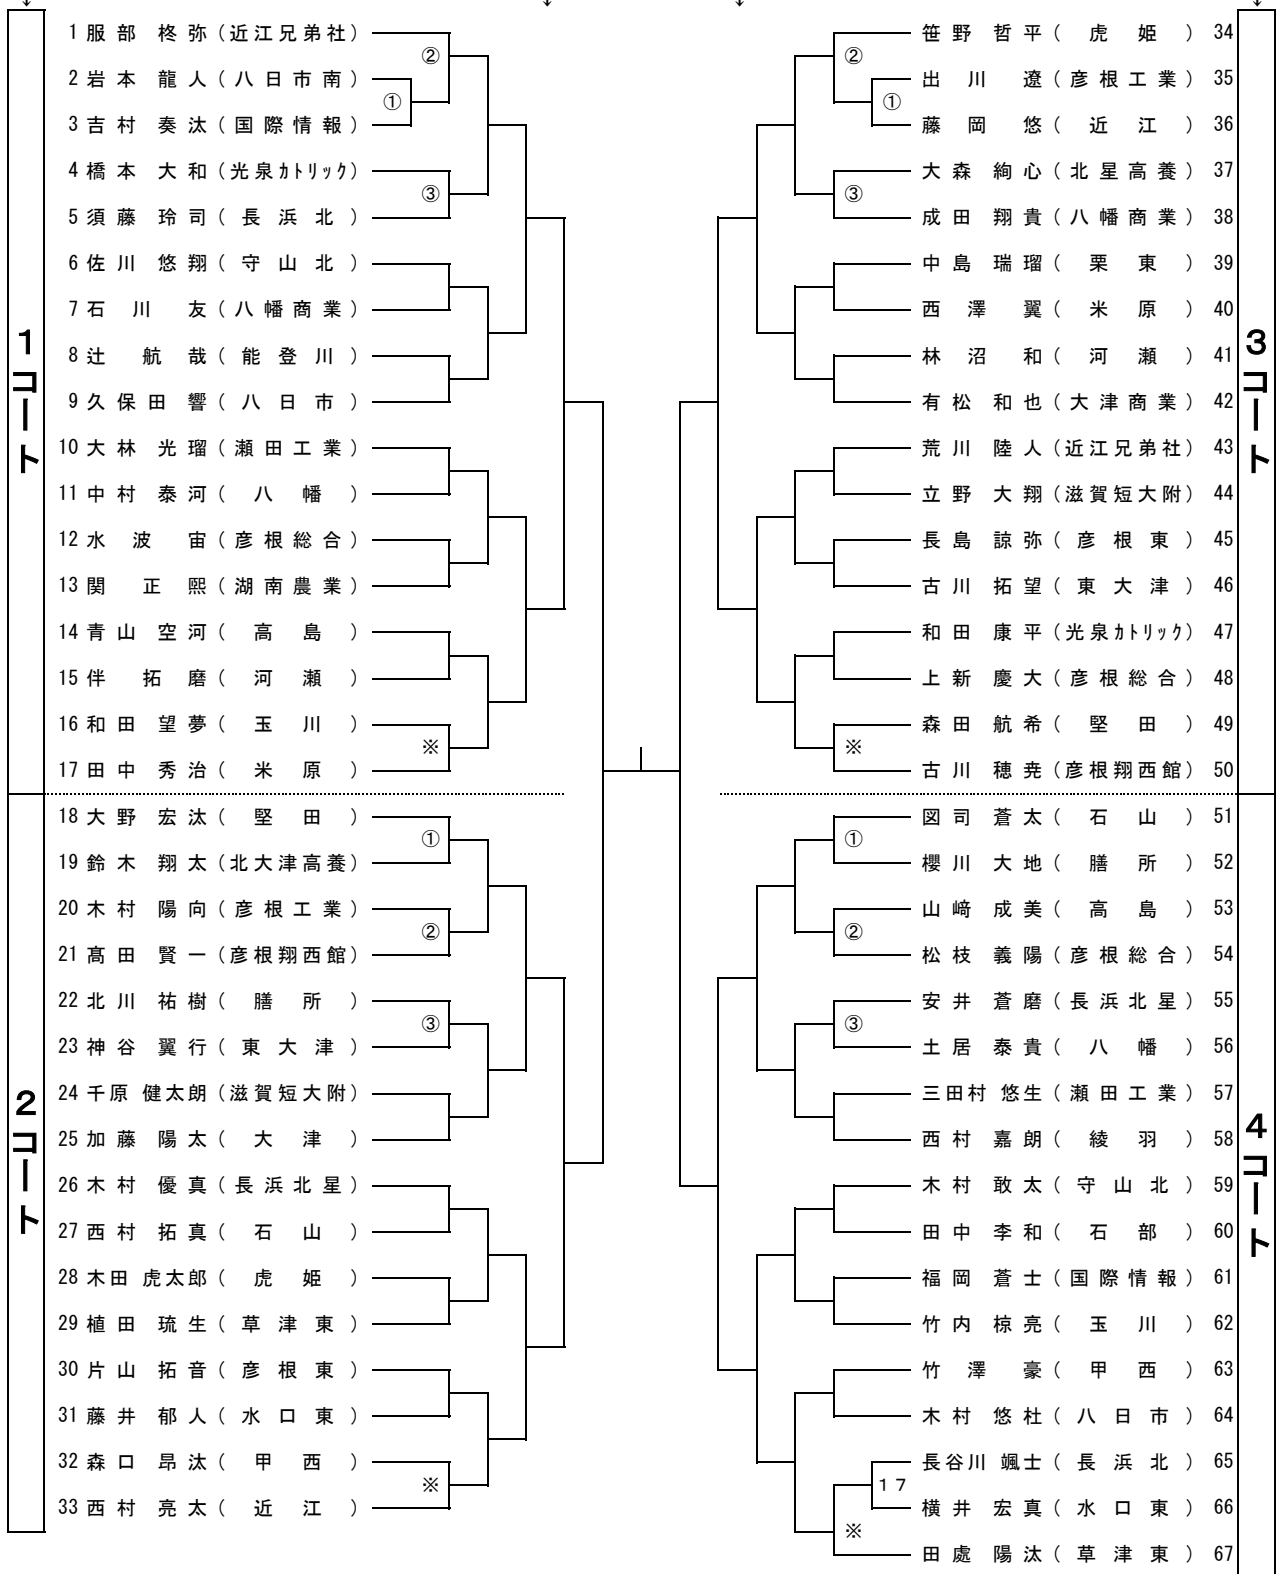 1コート
1 服部 柊弥 (近江兄弟社)
②
2 岩本 龍人 (八日市南)
①
3 吉村 奏汰 (国際情報)
4 橋本 大和 (光泉カトリック)
③
5 須藤 玲司 (長浜北)
6 佐川 悠翔 (守山北)
7 石川 友 (八幡商業)
8 辻 航哉 (能登川)
9 久保田 響 (八日市)
10 大林 光瑠 (瀬田工業)
11 中村 泰河 (八幡)
12 水波 宙 (彦根総合)
13 関 正熙 (湖南農業)
14 青山 空河 (高島)
15 伴 拓磨 (河瀬)
16 和田 望夢 (玉川)
※
17 田中 秀治 (米原)
2コート
18 大野 宏汰 (堅田)
①
19 鈴木 翔太 (北大津高養)
20 木村 陽向 (彦根工業)
②
21 髙田 賢一 (彦根翔西館)
22 北川 祐樹 (膳所)
③
23 神谷 翼行 (東大津)
24 千原 健太朗 (滋賀短大附)
25 加藤 陽太 (大津)
26 木村 優真 (長浜北星)
27 西村 拓真 (石山)
28 木田 虎太郎 (虎姫)
29 植田 琉生 (草津東)
30 片山 拓音 (彦根東)
31 藤井 郁人 (水口東)
32 森口 昂汰 (甲西)
※
33 西村 亮太 (近江)
3コート
笹野 哲平 (虎姫) 34
②
出川 遼 (彦根工業) 35
①
藤岡 悠 (近江) 36
大森 絢心 (北星高養) 37
③
成田 翔貴 (八幡商業) 38
中島 瑞瑠 (栗東) 39
西澤 翼 (米原) 40
林 沼和 (河瀬) 41
有松 和也 (大津商業) 42
荒川 陸人 (近江兄弟社) 43
立野 大翔 (滋賀短大附) 44
長島 諒弥 (彦根東) 45
古川 拓望 (東大津) 46
和田 康平 (光泉カトリック) 47
上新 慶大 (彦根総合) 48
森田 航希 (堅田) 49
※
古川 穂尭 (彦根翔西館) 50
4コート
図司 蒼太 (石山) 51
①
櫻川 大地 (膳所) 52
山﨑 成美 (高島) 53
②
松枝 義陽 (彦根総合) 54
安井 蒼磨 (長浜北星) 55
③
土居 泰貴 (八幡) 56
三田村 悠生 (瀬田工業) 57
西村 嘉朗 (綾羽) 58
木村 敢太 (守山北) 59
田中 李和 (石部) 60
福岡 蒼士 (国際情報) 61
竹内 椋亮 (玉川) 62
竹澤 豪 (甲西) 63
木村 悠杜 (八日市) 64
長谷川 颯士 (長浜北) 65
17
横井 宏真 (水口東) 66
※
田處 陽汰 (草津東) 67